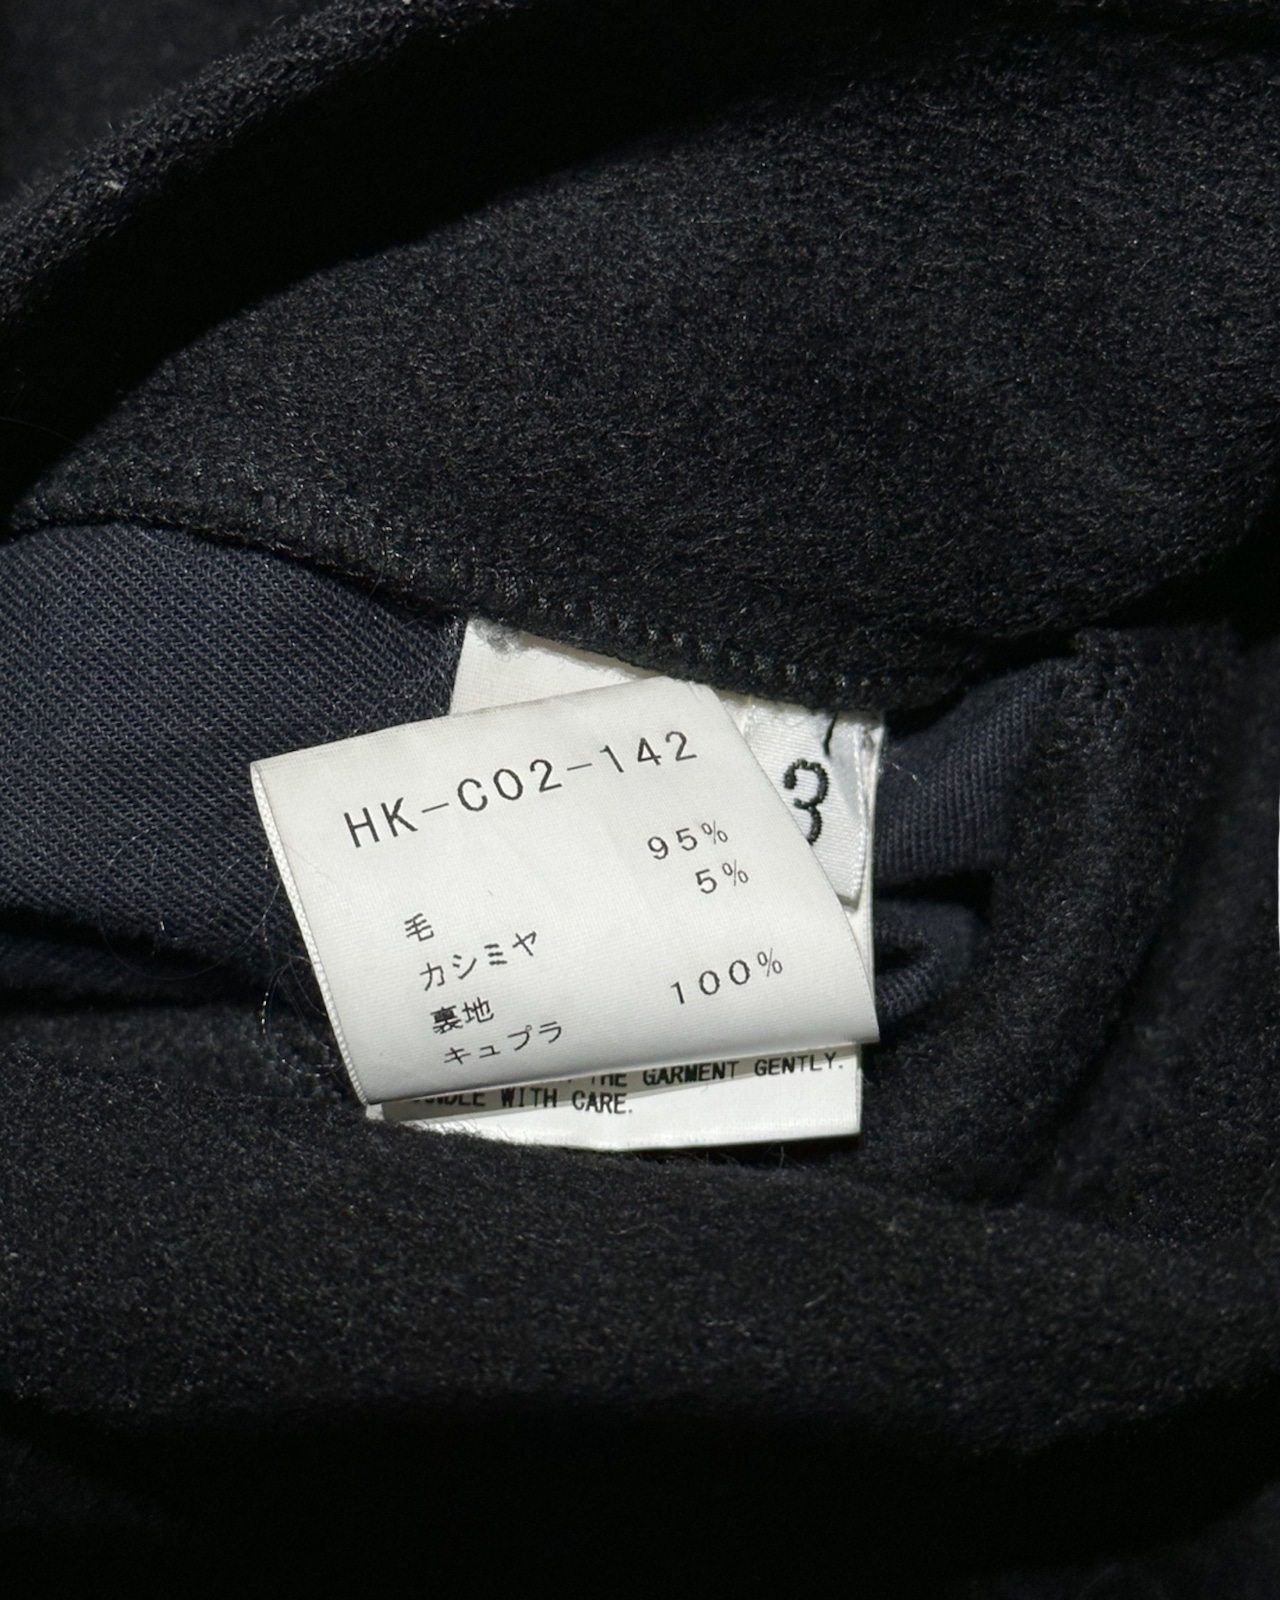 HK-C02-142
毛 95%
カシミヤ 5%
裏地
キュプラ 100%
3
THE GARMENT GENTLY.
WITH CARE.